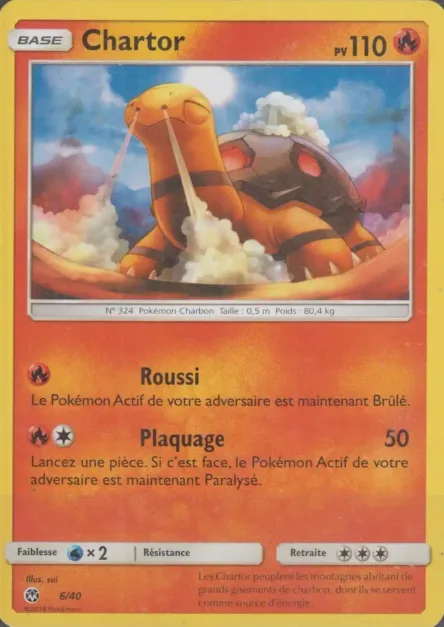 BASE Chartor PV 110
N° 324 Pokémon Charbon Taille : 0,5 m Poids : 80,4 kg
Roussi
Le Pokémon Actif de votre adversaire est maintenant Brûlé.
Plaquage 50
Lancez une pièce. Si c'est face, le Pokémon Actif de votre
adversaire est maintenant Paralysé.
Faiblesse × 2 Résistance Retraite
Illus. sui
6/40
©2018 Pokémon
Les Chartor peuplent les montagnes abritant de
grands gisements de charbon, dont ils se servent
comme source d'énergie.